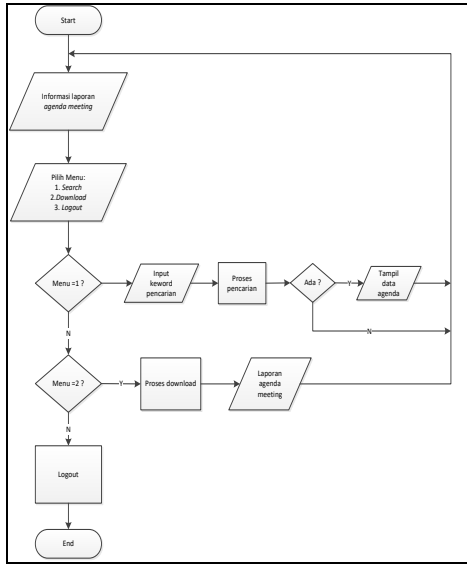 Start
Informasi laporan
agenda meeting
Pilih Menu:
1. Search
2.Download
3. Logout
Menu =1 ?
Input
keword
pencarian
Proses
pencarian
Ada ?
Y
Tampil
data
agenda
N
N
Menu =2 ?
Y
Proses download
Laporan
agenda
meeting
N
Logout
End